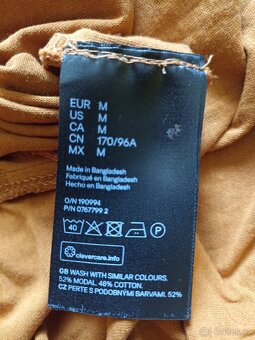 EUR M
US M
CA M
CN 170/96A
MX M
Made in Bangladesh
Fabriqué en Bangladesh
Hecho en Bangladesh
O/N 190994
P/N 0767799 2
40
P
clevercare.info
GB WASH WITH SIMILAR COLOURS.
52% MODAL. 48% COTTON.
CZ PERTE S PODOBNÝMI BARVAMI. 52%